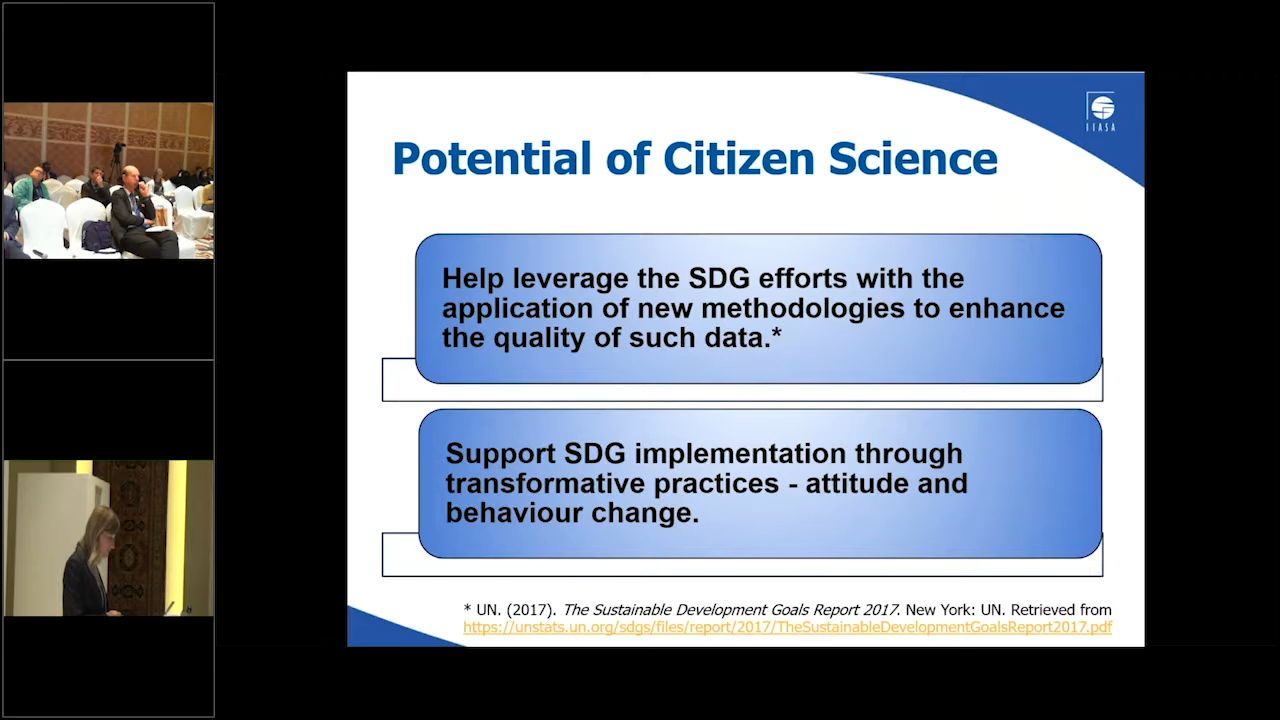 IIASA
Potential of Citizen Science
Help leverage the SDG efforts with the
application of new methodologies to enhance
the quality of such data.*
Support SDG implementation through
transformative practices - attitude and
behaviour change.
* UN. (2017). The Sustainable Development Goals Report 2017. New York: UN. Retrieved from
https://unstats.un.org/sdgs/files/report/2017/TheSustainableDevelopmentGoalsReport2017.pdf